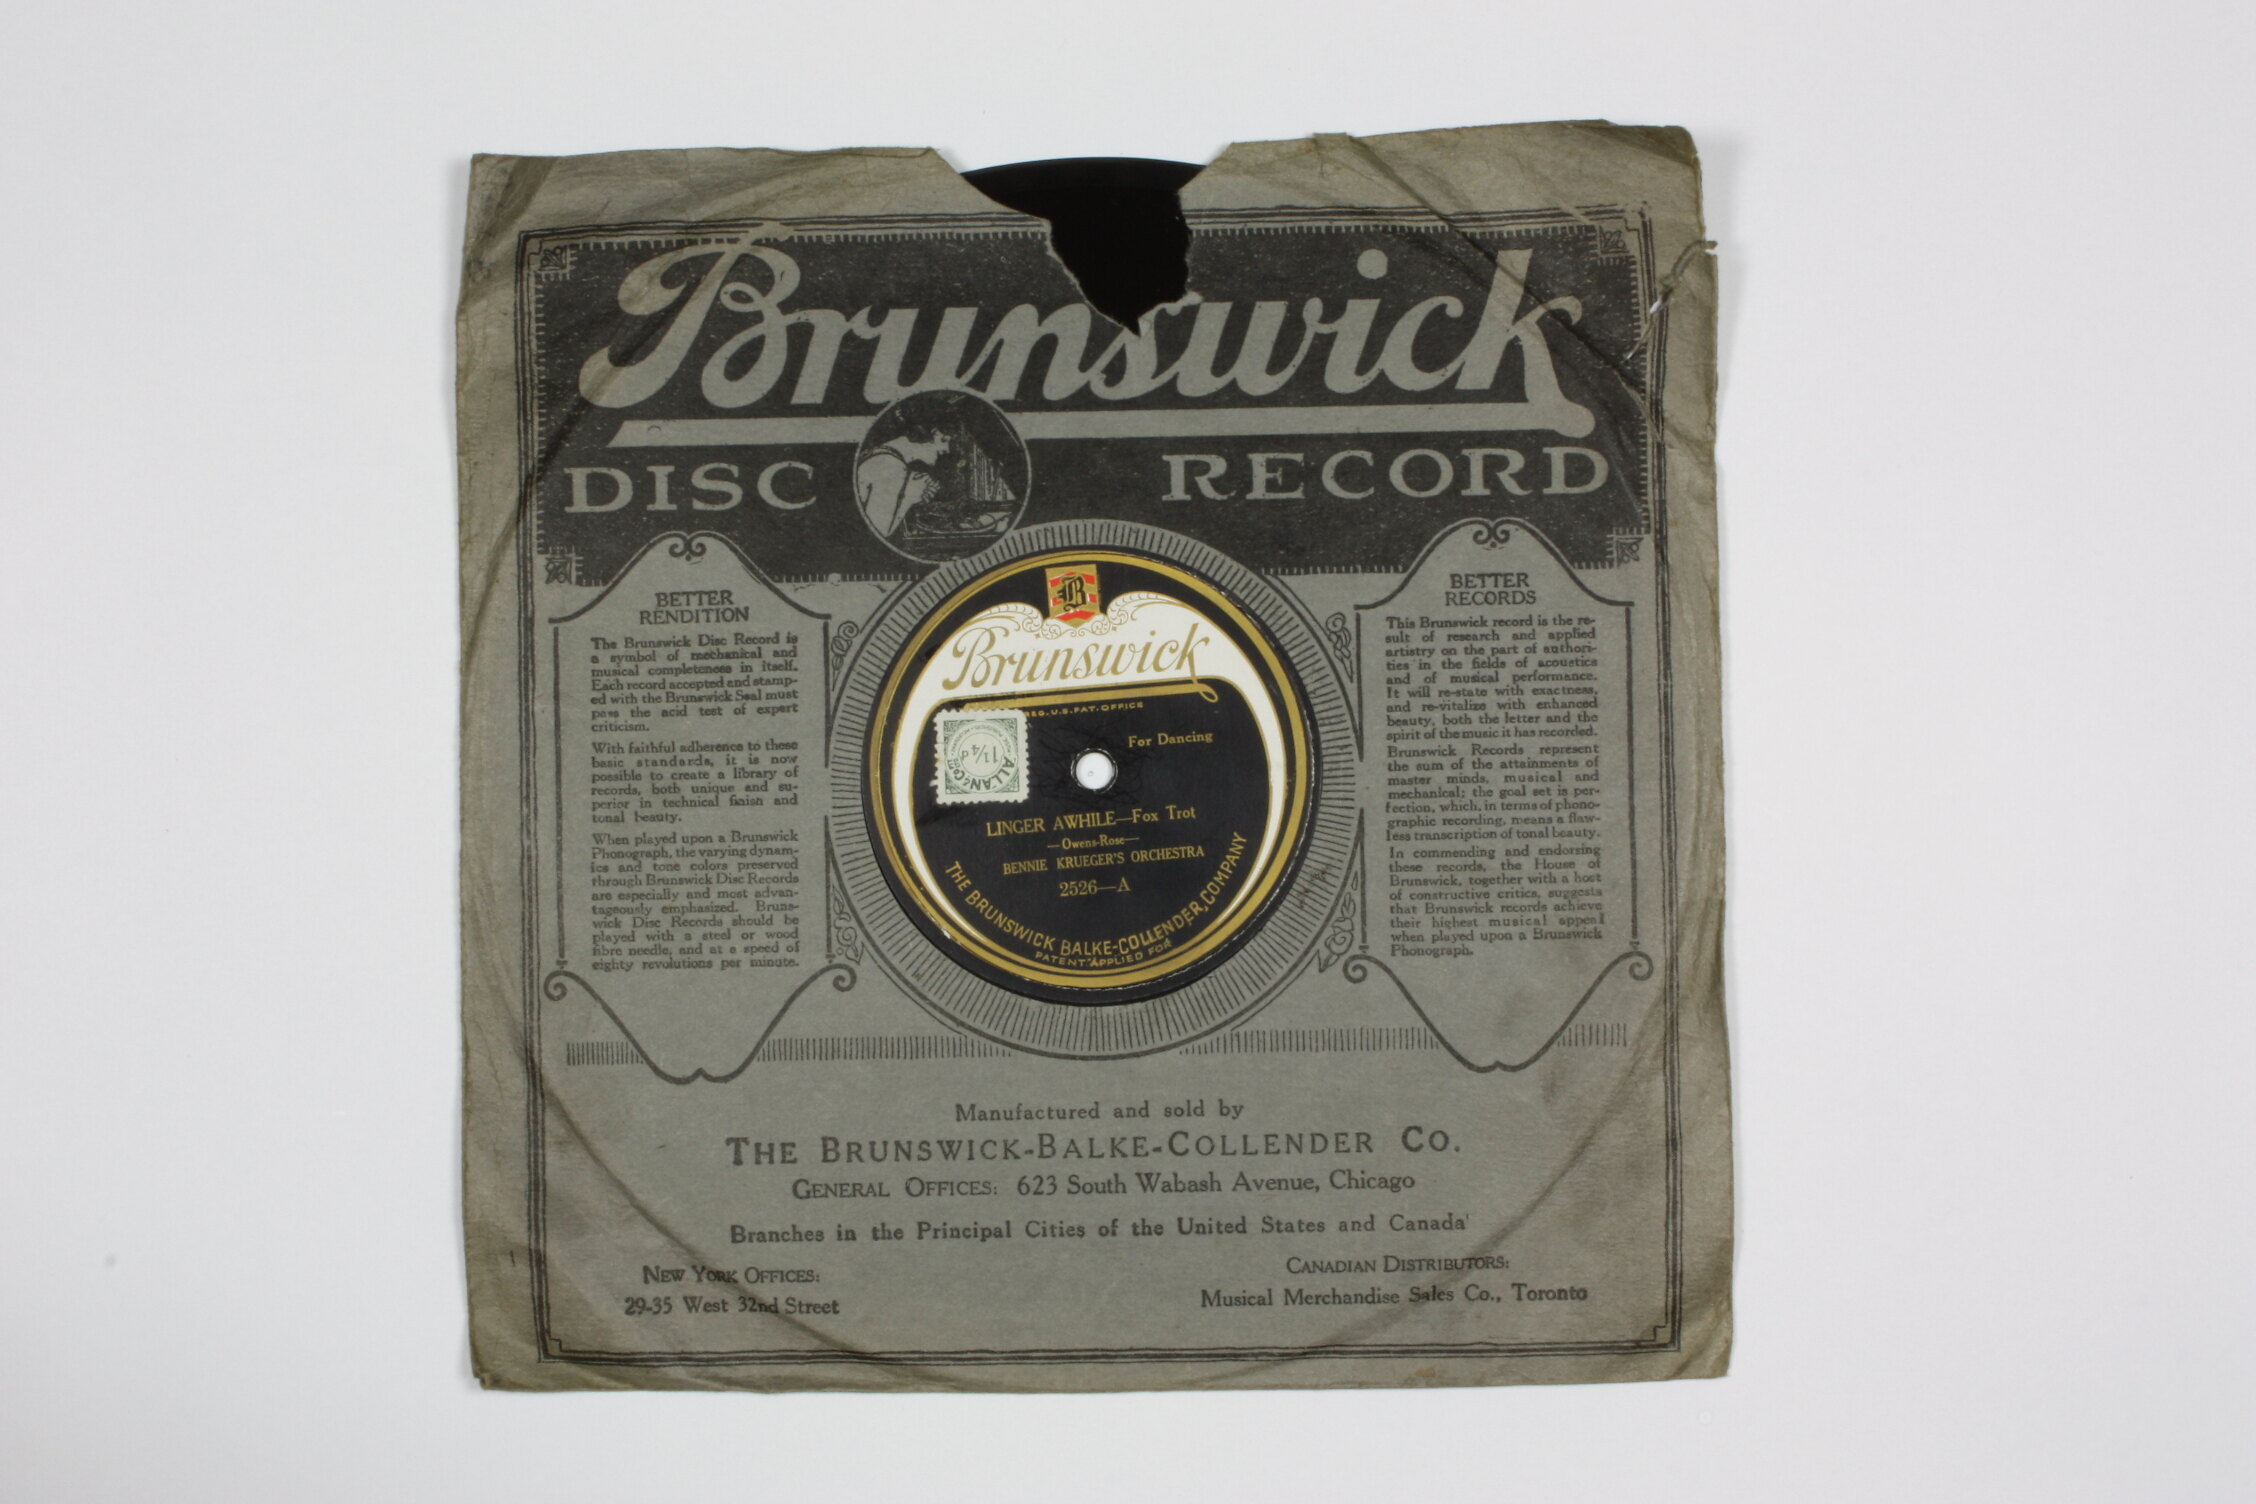 Brunswick
DISC RECORD
BETTER
RENDITION
The Brunswick Disc Record is
a symbol of mechanical and
musical completeness in itself.
Each record accepted and stamp-
ed with the Brunswick Seal must
pass the acid test of expert
criticism.
With faithful adherence to these
basic standards, it is now
possible to create a library of
records, both unique and su-
perior in technical finish and
tonal beauty.
When played upon a Brunswick
Phonograph, the varying dynam-
ics and tone colors preserved
through Brunswick Disc Records
are especially and most advan-
tageously emphasized. Bruns-
wick Disc Records should be
played with a steel or wood
fibre needle, and at a speed of
eighty revolutions per minute.
B
Brunswick
REG. U.S. PAT. OFFICE
ALLAN & CO
1¼d
For Dancing
LINGER AWHILE—Fox Trot
—Owens-Rose—
BENNIE KRUEGER'S ORCHESTRA
2526—A
THE BRUNSWICK BALKE-COLLENDER COMPANY
PATENT APPLIED FOR
BETTER
RECORDS
This Brunswick record is the re-
sult of research and applied
artistry on the part of authori-
ties in the fields of acoustics
and of musical performance.
It will re-state with exactness,
and re-vitalize with enhanced
beauty, both the letter and the
spirit of the music it has recorded.
Brunswick Records represent
the sum of the attainments of
master minds, musical and
mechanical; the goal set is per-
fection, which, in terms of phono-
graphic recording, means a flaw-
less transcription of tonal beauty.
In commending and endorsing
these records, the House of
Brunswick, together with a host
of constructive critics, suggests
that Brunswick records achieve
their highest musical appeal
when played upon a Brunswick
Phonograph.
Manufactured and sold by
THE BRUNSWICK-BALKE-COLLENDER CO.
GENERAL OFFICES: 623 South Wabash Avenue, Chicago
Branches in the Principal Cities of the United States and Canada
NEW YORK OFFICES:
29-35 West 32nd Street
CANADIAN DISTRIBUTORS:
Musical Merchandise Sales Co., Toronto